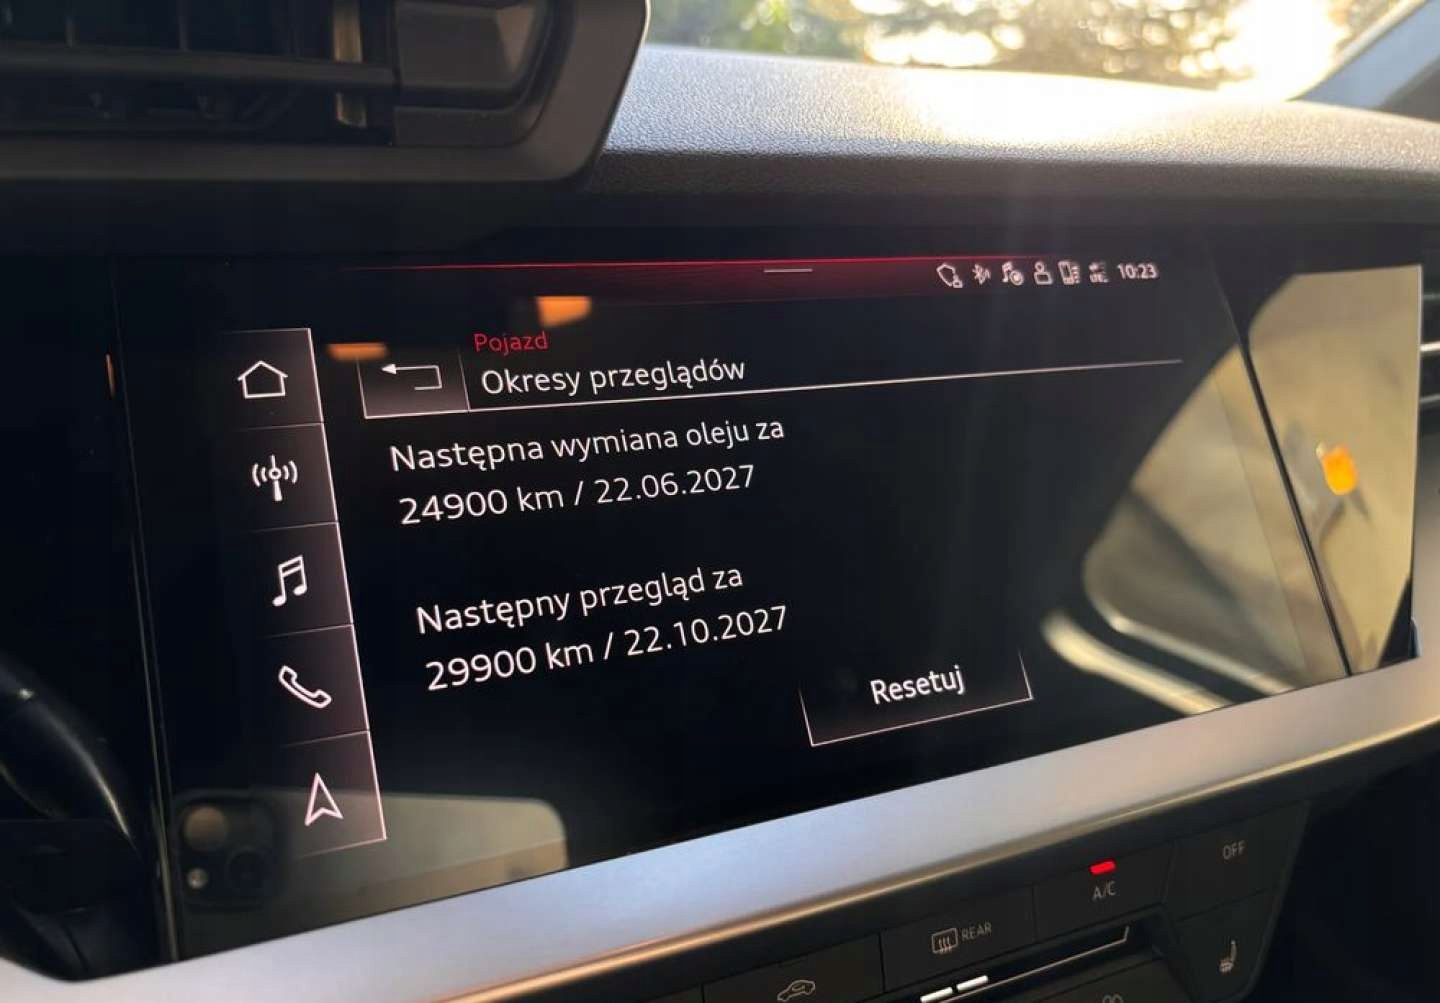 10:23
Pojazd
Okresy przeglądów
Następna wymiana oleju za
24900 km / 22.06.2027
Następny przegląd za
29900 km / 22.10.2027
Resetuj
OFF
A/C
REAR